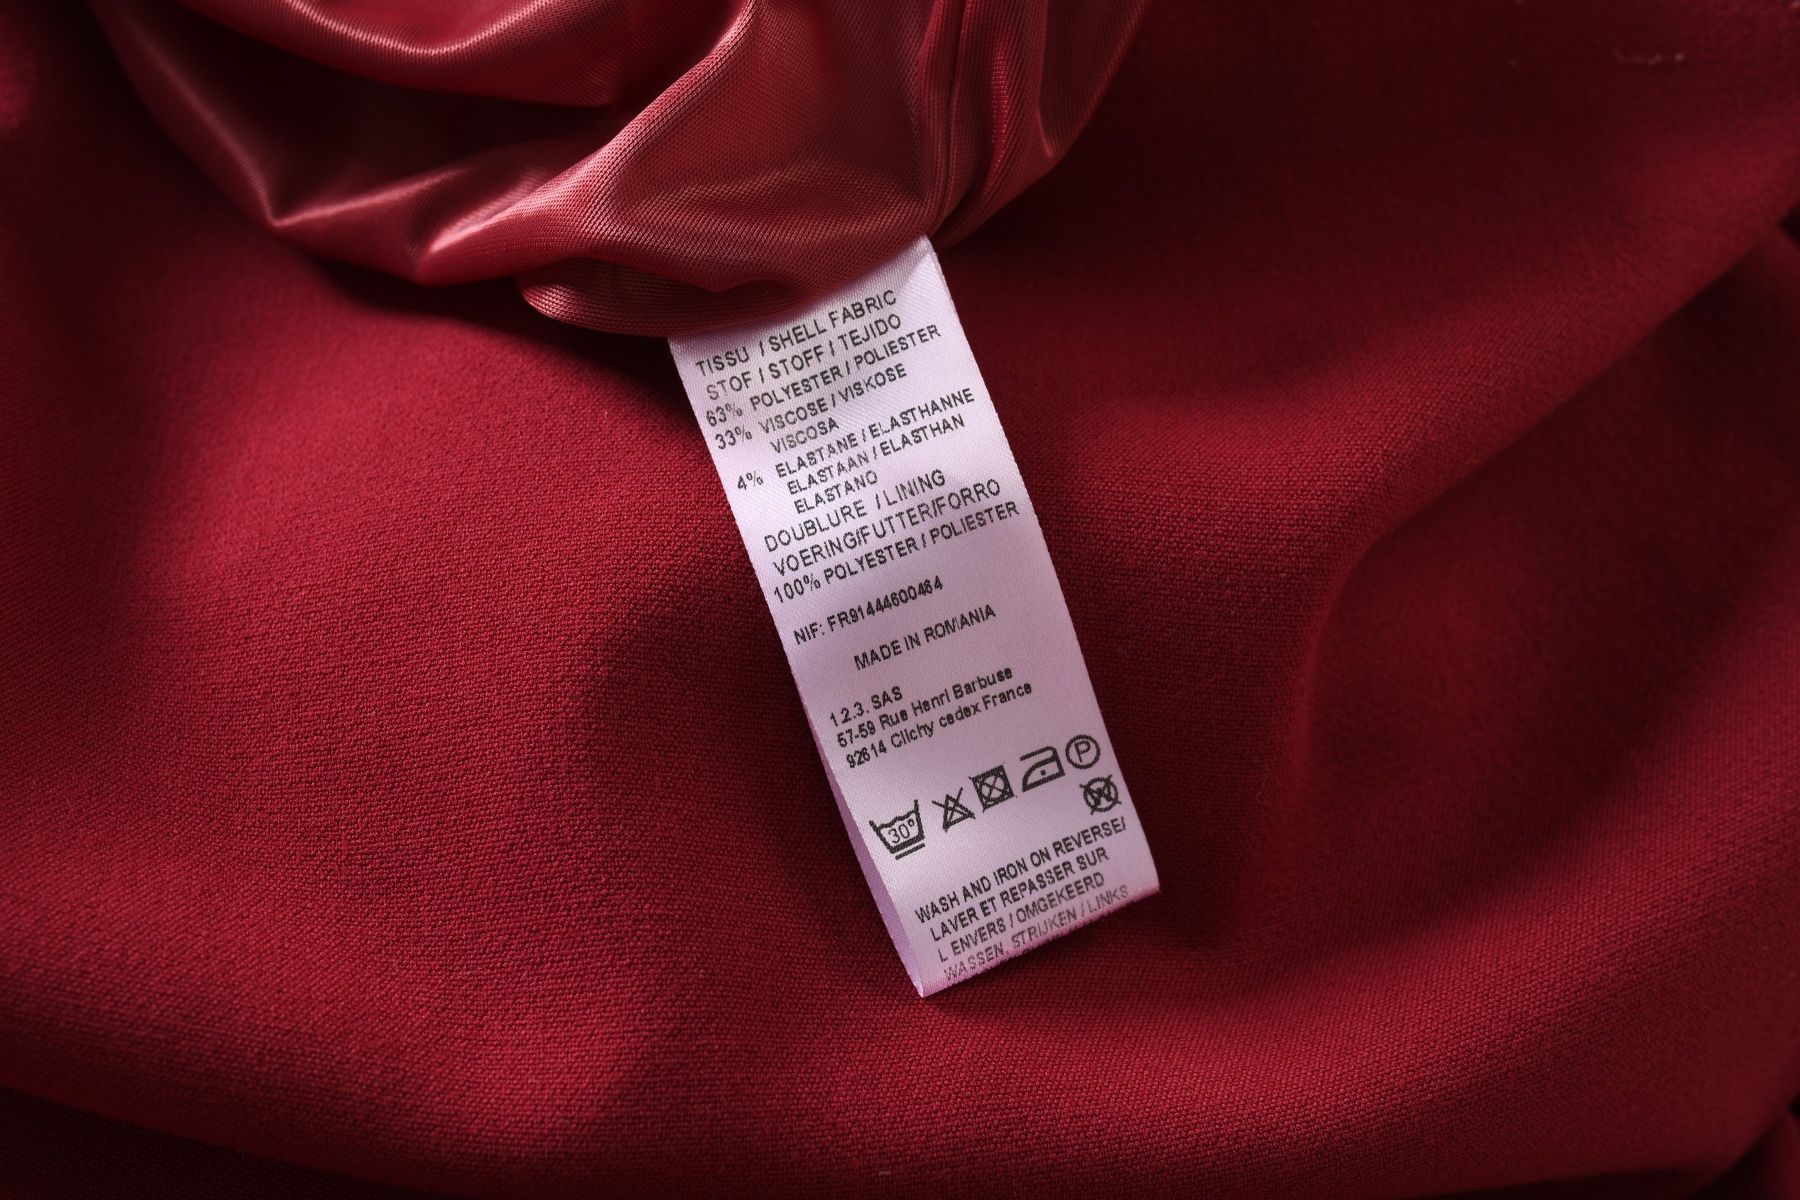 TISSU / SHELL FABRIC
STOF / STOFF / TEJIDO
63% POLYESTER / POLIESTER
33% VISCOSE / VISKOSE
VISCOSA
4% ELASTANE / ELASTHANNE
ELASTAAN / ELASTHAN
ELASTANO
DOUBLURE / LINING
VOERING/FUTTER/FORRO
100% POLYESTER / POLIESTER
NIF: FR91444600464
MADE IN ROMANIA
1.2.3. SAS
57-59 Rue Henri Barbuse
92614 Clichy cedex France
30°
P
W
WASH AND IRON ON REVERSE/
LAVER ET REPASSER SUR
L ENVERS / OMGEKEERD
WASSEN, STRIJKEN / LINKS